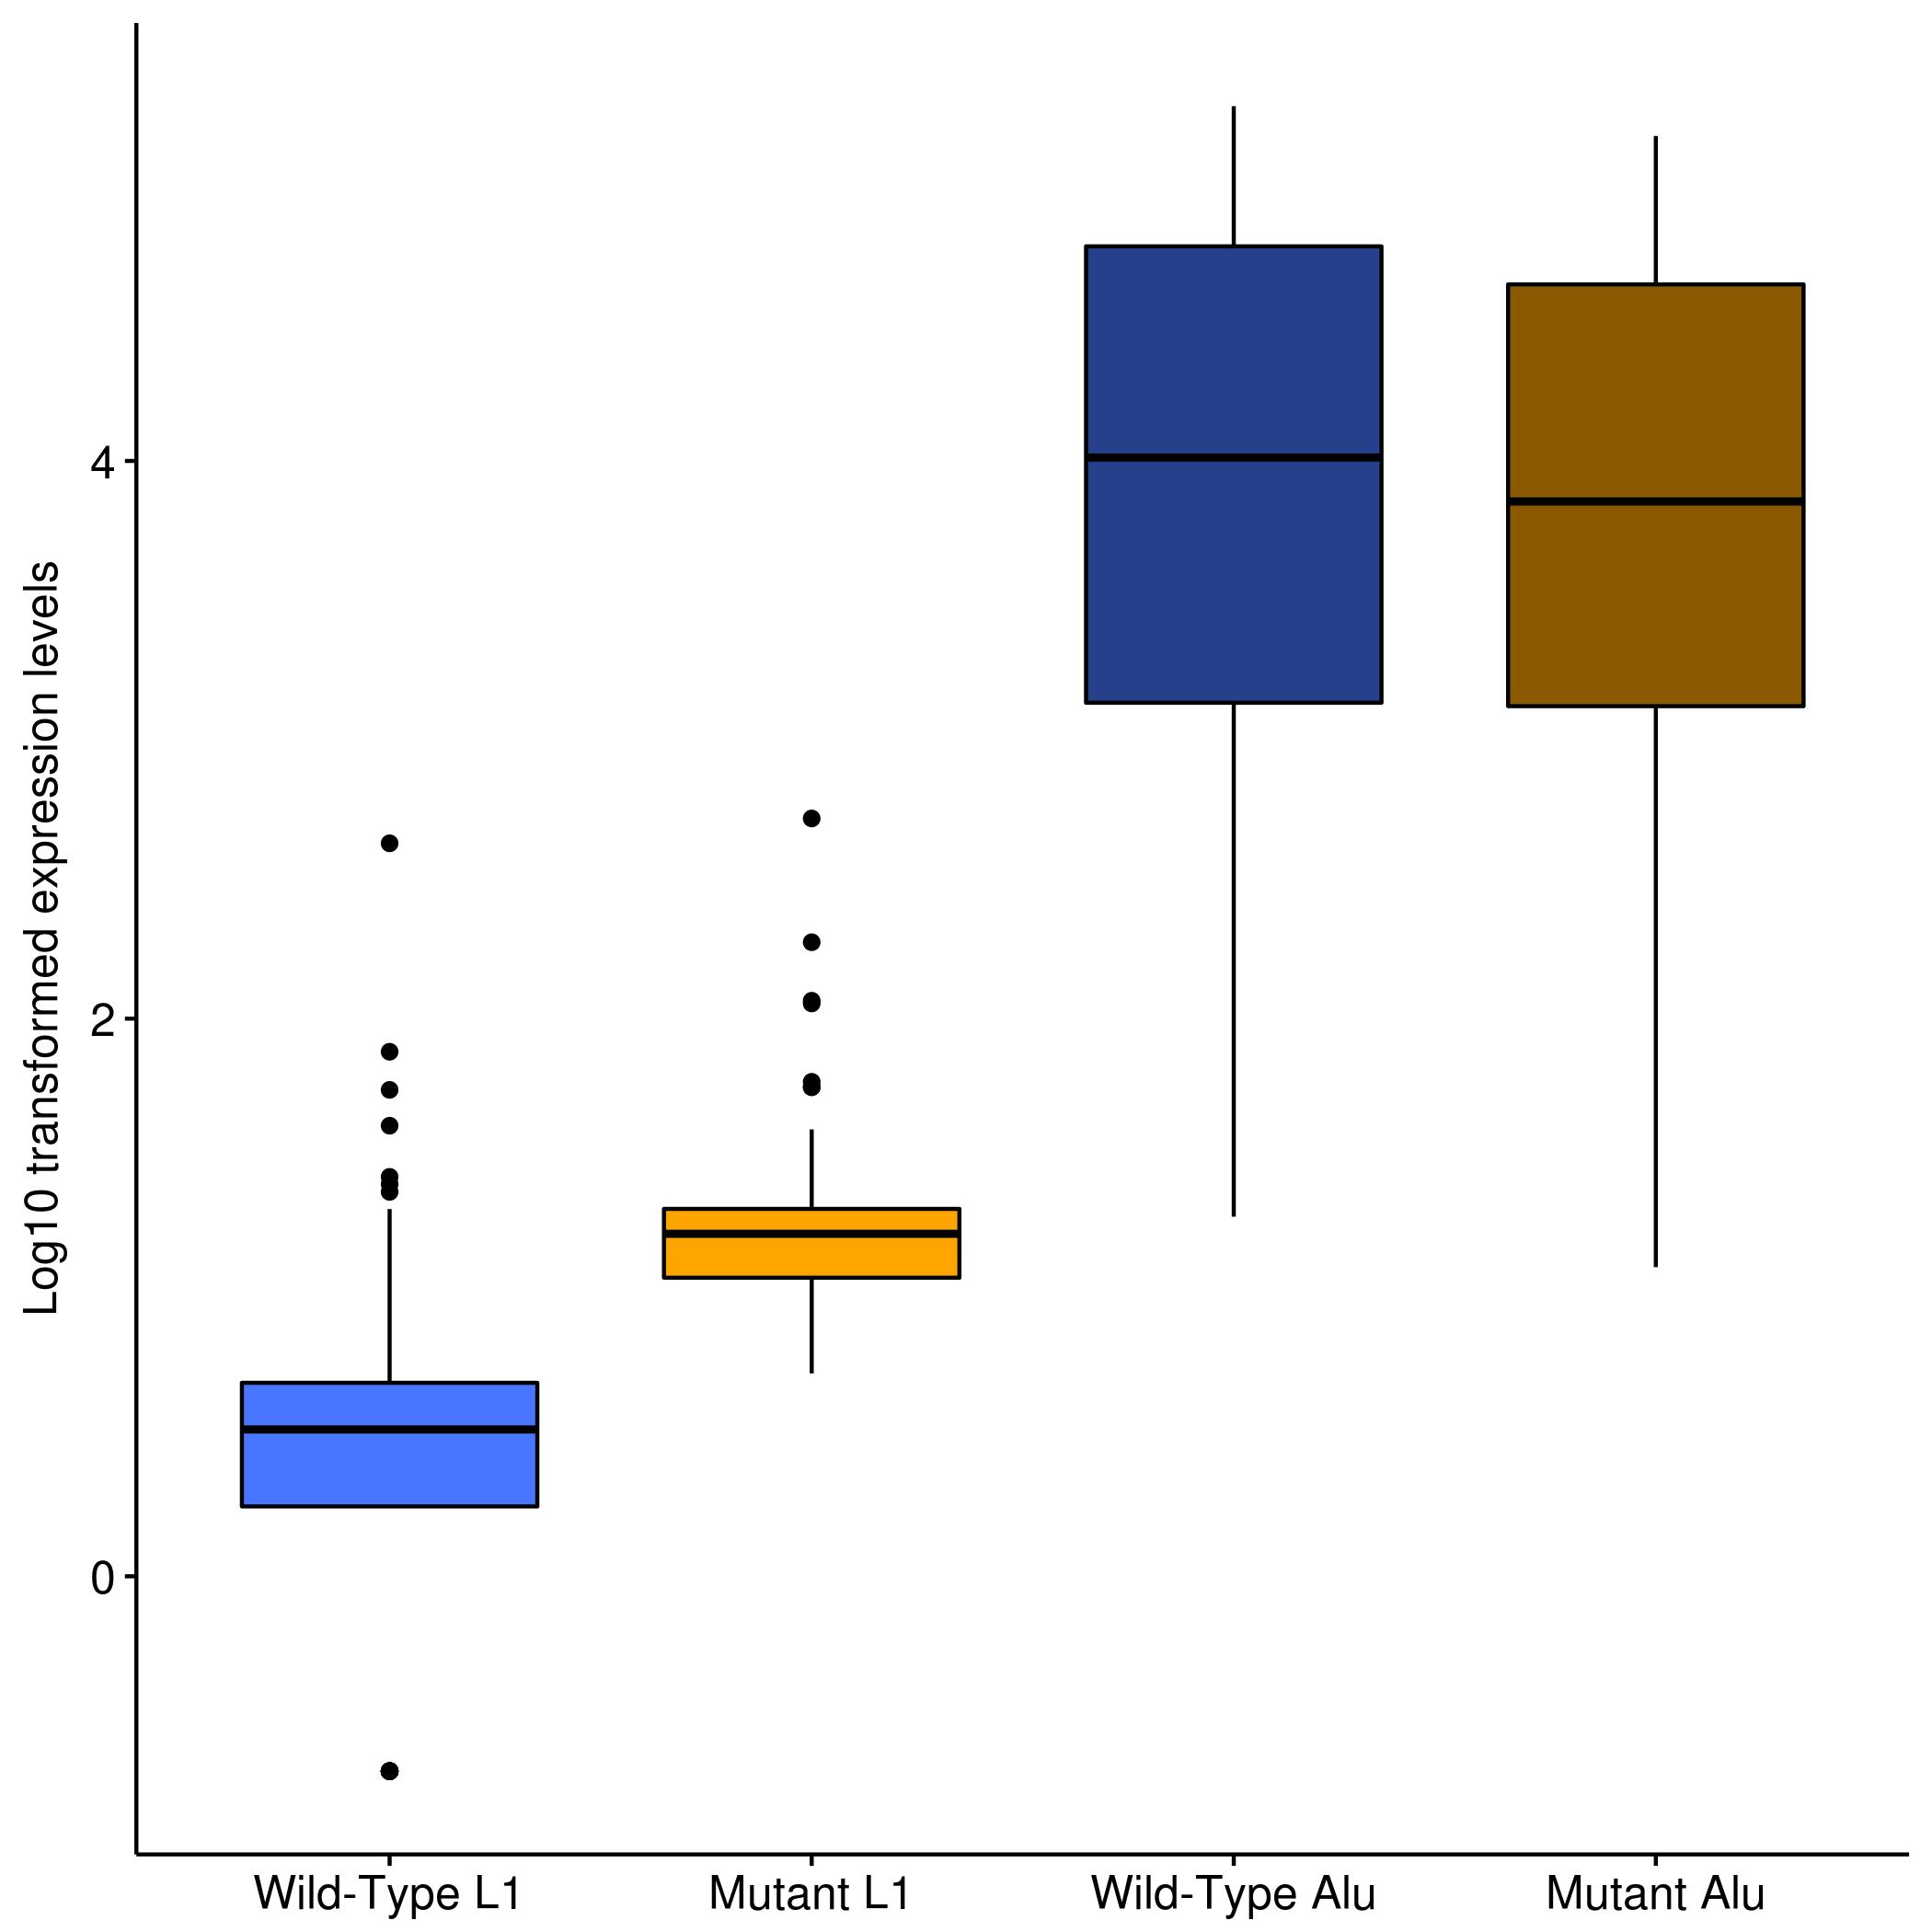 Log10 transformed expression levels
4
2
0
Wild-Type L1
Mutant L1
Wild-Type Alu
Mutant Alu